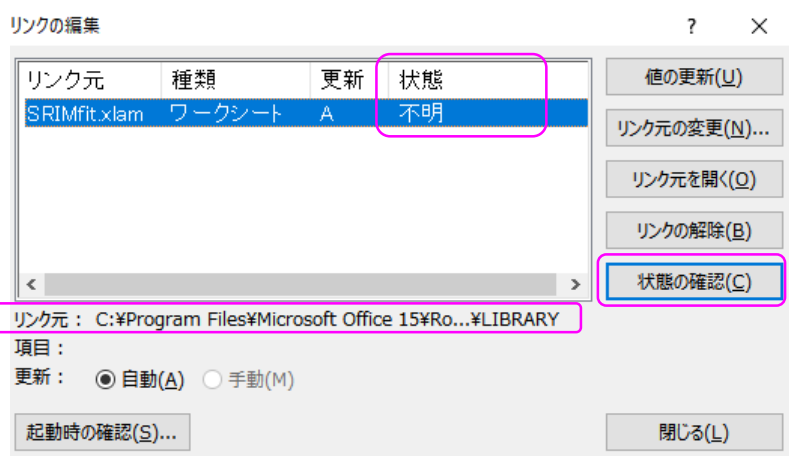 リンクの編集 ? ×
リンク元 種類 更新 状態
SRIMfit.xlam ワークシート A 不明
値の更新(U)
リンク元の変更(N)...
リンク元を開く(O)
リンクの解除(B)
状態の確認(C)
リンク元： C:¥Program Files¥Microsoft Office 15¥Ro...¥LIBRARY
項目：
更新： 自動(A) 手動(M)
起動時の確認(S)... 閉じる(L)